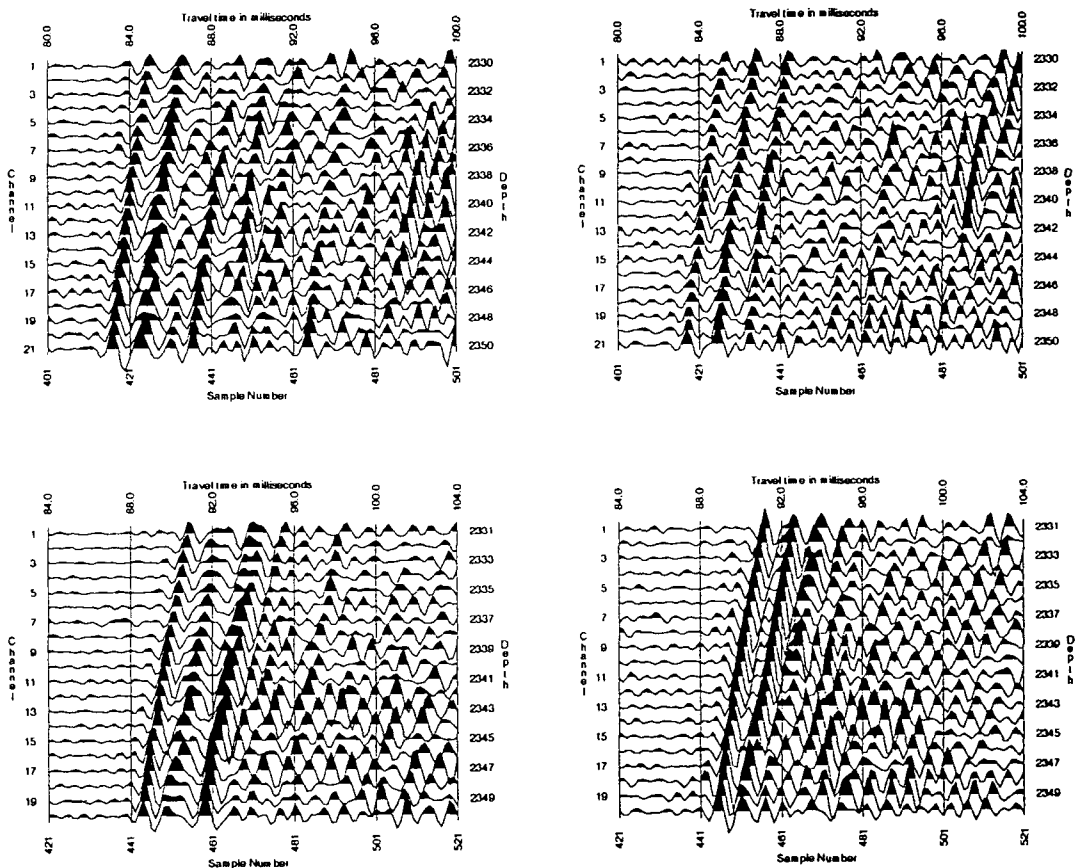 Travel time in milliseconds
80.0 84.0 88.0 92.0 96.0 100.0
Channel
1 3 5 7 9 11 13 15 17 19 21
2330 2332 2334 2336 2338 2340 2342 2344 2346 2348 2350
Depth
401 421 441 461 481 501
Sample Number
Travel time in milliseconds
80.0 84.0 88.0 92.0 96.0 100.0
Channel
1 3 5 7 9 11 13 15 17 19 21
2330 2332 2334 2336 2338 2340 2342 2344 2346 2348 2350
Depth
401 421 441 461 481 501
Sample Number
Travel time in milliseconds
84.0 88.0 92.0 96.0 100.0 104.0
Channel
1 3 5 7 9 11 13 15 17 19
2331 2333 2335 2337 2339 2341 2343 2345 2347 2349
Depth
421 441 461 481 501 521
Sample Number
Travel time in milliseconds
84.0 88.0 92.0 96.0 100.0 104.0
Channel
1 3 5 7 9 11 13 15 17 19
2331 2333 2335 2337 2339 2341 2343 2345 2347 2349
Depth
421 441 461 481 501 521
Sample Number